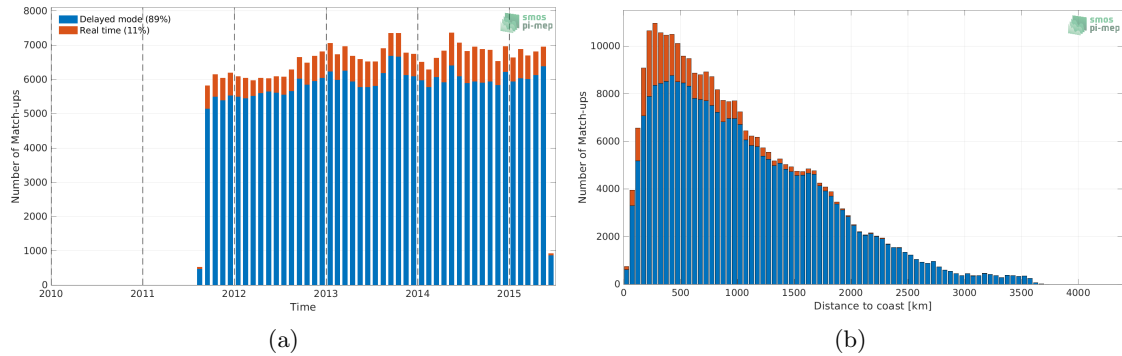 Delayed mode (89%)
Real time (11%)
smos
pi-mep
8000
7000
6000
5000
4000
3000
2000
1000
0
Number of Match-ups
2010
2011
2012
2013
2014
2015
Time
(a)
smos
pi-mep
10000
8000
6000
4000
2000
0
Number of Match-ups
0
500
1000
1500
2000
2500
3000
3500
4000
Distance to coast [km]
(b)